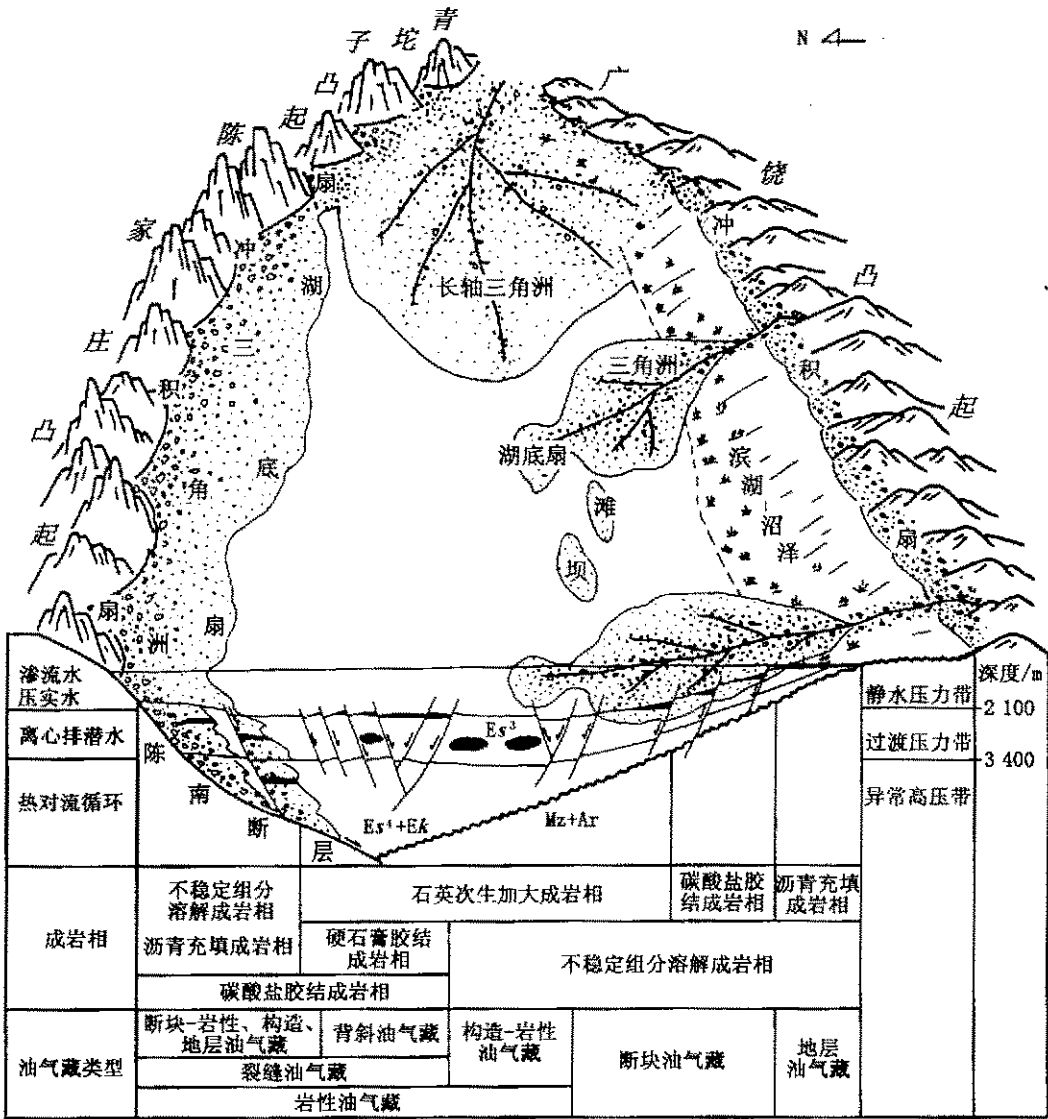 青坨子凸起
N
陈家庄凸起
广饶凸起
冲积扇
扇三角洲
湖底扇
长轴三角洲
三角洲
湖底扇
滩坝
滨湖沼泽
冲积扇
渗流水
压实水
离心排潜水
热对流循环
陈南断层
Es³
Es⁴+Ek
Mz+Ar
静水压力带
过渡压力带
异常高压带
深度/m
2 100
3 400
成岩相
不稳定组分
溶解成岩相
石英次生加大成岩相
碳酸盐胶
结成岩相
沥青充填
成岩相
沥青充填成岩相
硬石膏胶结
成岩相
不稳定组分溶解成岩相
碳酸盐胶结成岩相
油气藏类型
断块-岩性、构造、
地层油气藏
背斜油气藏
构造-岩性
油气藏
断块油气藏
地层
油气藏
裂缝油气藏
岩性油气藏